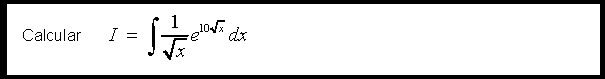 Calcular I = ∫ 1/√x e^{10√x} dx